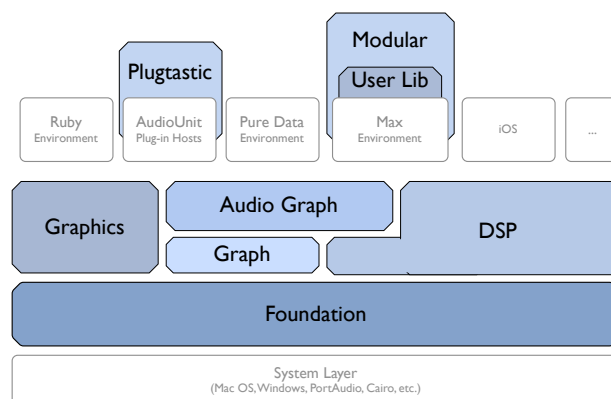 Modular
Plugtastic
User Lib
Ruby
Environment
AudioUnit
Plug-in Hosts
Pure Data
Environment
Max
Environment
iOS
...
Graphics
Audio Graph
DSP
Graph
Foundation
System Layer
(Mac OS, Windows, PortAudio, Cairo, etc.)